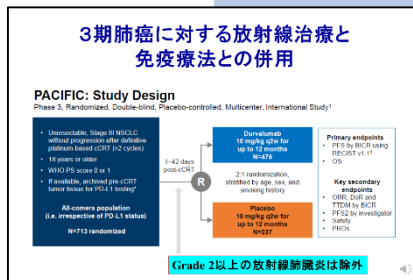 ３期肺癌に対する放射線治療と
免疫療法との併用
PACIFIC: Study Design
Phase 3, Randomized, Double-blind, Placebo-controlled, Multicenter, International Study¹
• Unresectable, Stage III NSCLC
without progression after definitive
platinum-based cCRT (≥2 cycles)
• 18 years or older
• WHO PS score 0 or 1
• If available, archived pre-cCRT
tumor tissue for PD-L1 testing*
All-comers population
(i.e. irrespective of PD-L1 status)
N=713 randomized
1–42 days
post-cCRT
R
Durvalumab
10 mg/kg q2w for
up to 12 months
N=476
2:1 randomization,
stratified by age, sex, and
smoking history
Placebo
10 mg/kg q2w for
up to 12 months
N=237
Primary endpoints
• PFS by BICR using
RECIST v1.1†
• OS
Key secondary
endpoints
• ORR, DoR and
TTDM by BICR
• PFS2 by investigator
• Safety
• PROs
Grade 2以上の放射線肺臓炎は除外